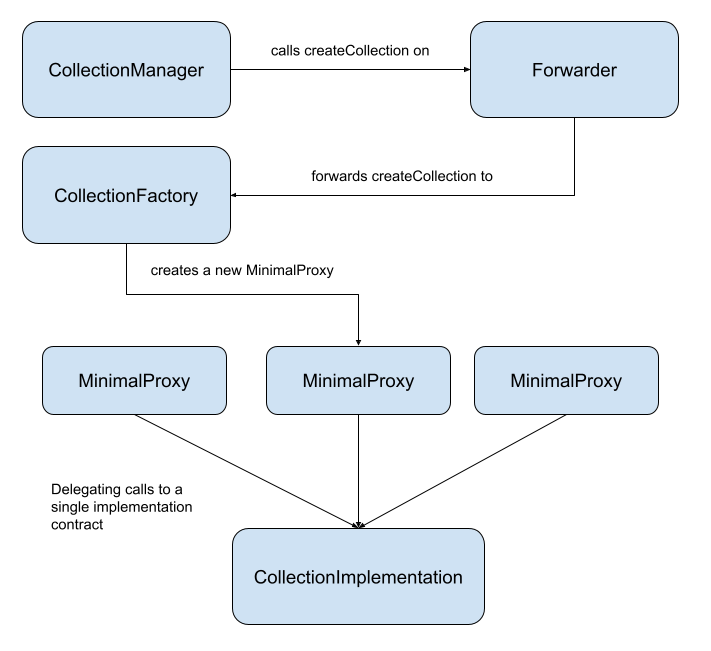 CollectionManager
calls createCollection on
Forwarder
CollectionFactory
forwards createCollection to
creates a new MinimalProxy
MinimalProxy
MinimalProxy
MinimalProxy
Delegating calls to a
single implementation
contract
CollectionImplementation